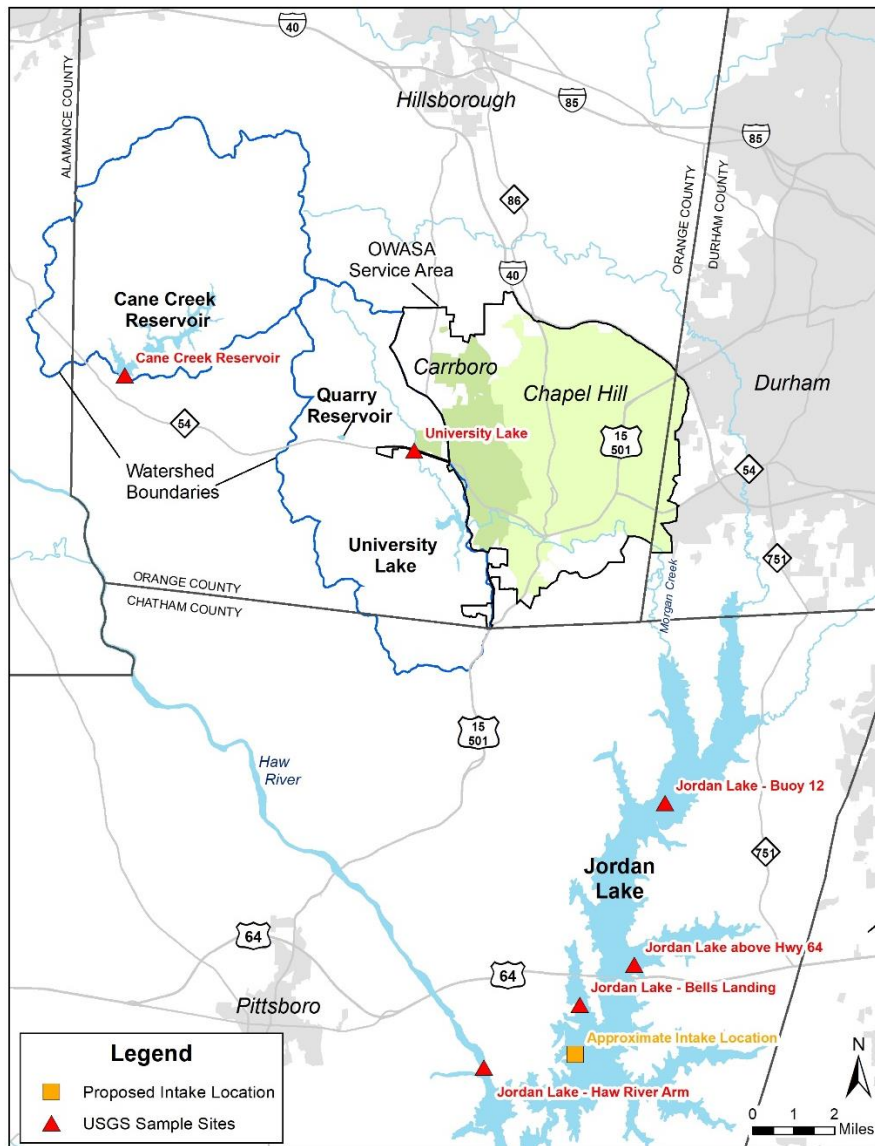 40
Hillsborough
85
ALAMANCE COUNTY
85
86
ORANGE COUNTY
DURHAM COUNTY
OWASA
Service Area
40
Cane Creek
Reservoir
Cane Creek Reservoir
Carrboro
Chapel Hill
Durham
Quarry
Reservoir
54
University Lake
15
501
54
Watershed
Boundaries
University
Lake
751
ORANGE COUNTY
CHATHAM COUNTY
Morgan Creek
15
501
Haw
River
Jordan Lake - Buoy 12
751
Jordan
Lake
64
Jordan Lake above Hwy 64
64
Jordan Lake - Bells Landing
Pittsboro
Approximate Intake Location
Legend
Proposed Intake Location
USGS Sample Sites
Jordan Lake - Haw River Arm
N
0 1 2
Miles